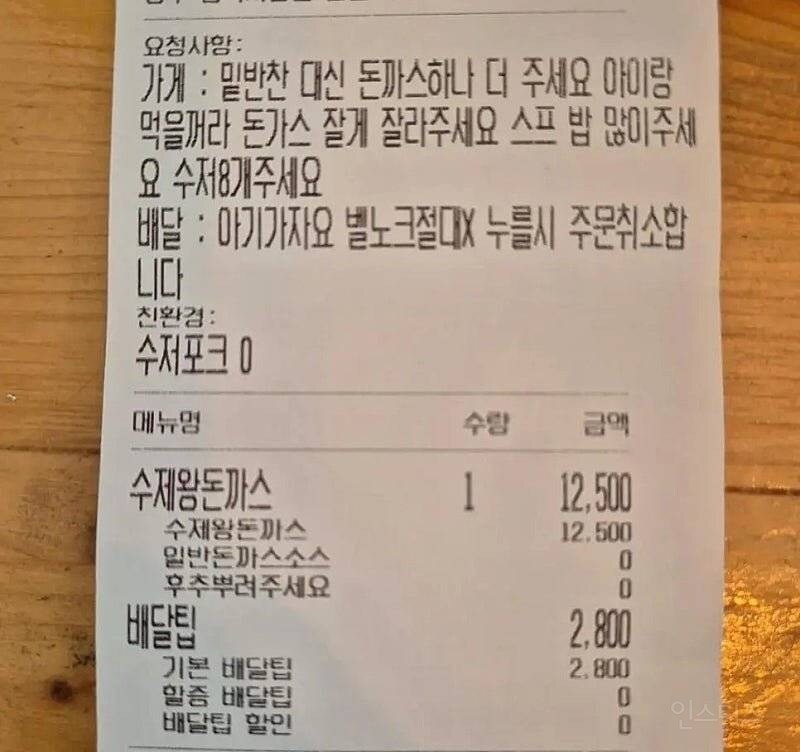 요청사항:
가게 : 밑반찬 대신 돈까스하나 더 주세요 아이랑
먹을꺼라 돈가스 잘게 잘라주세요 스프 밥 많이주세
요 수저8개주세요
배달 : 아기가자요 벨노크절대X 누를시 주문취소합
니다
친환경:
수저포크 0
메뉴명 수량 금액
수제왕돈까스 1 12,500
수제왕돈까스 12,500
일반돈까스소스 0
후추뿌려주세요 0
배달팁 2,800
기본 배달팁 2,800
할증 배달팁 0
배달팁 할인 0